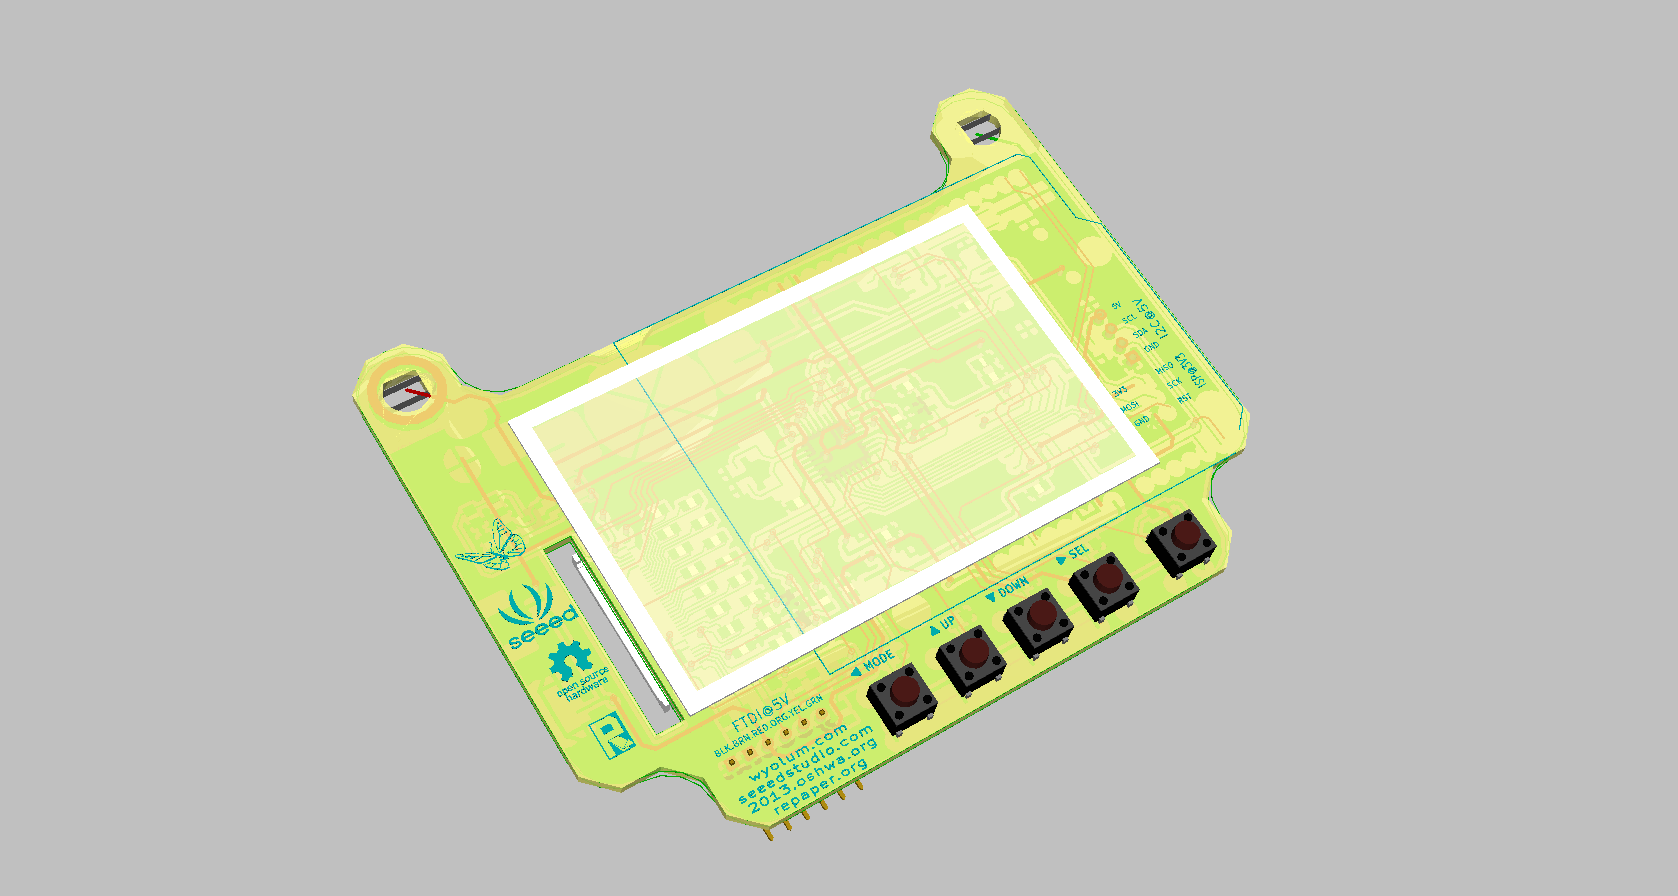 5V
SCL
SDA
GND
I2C@5V
MISO
SCK
RST
ISP@3V3
3V3
MOSI
GND
◀ MODE
▲ UP
▼ DOWN
▶ SEL
seeed
open source
hardware
R
FTDI@5V
BLK.BRN.RED.ORG.YEL.GRN
wyolum.com
seeedstudio.com
2013.oshwa.org
repaper.org